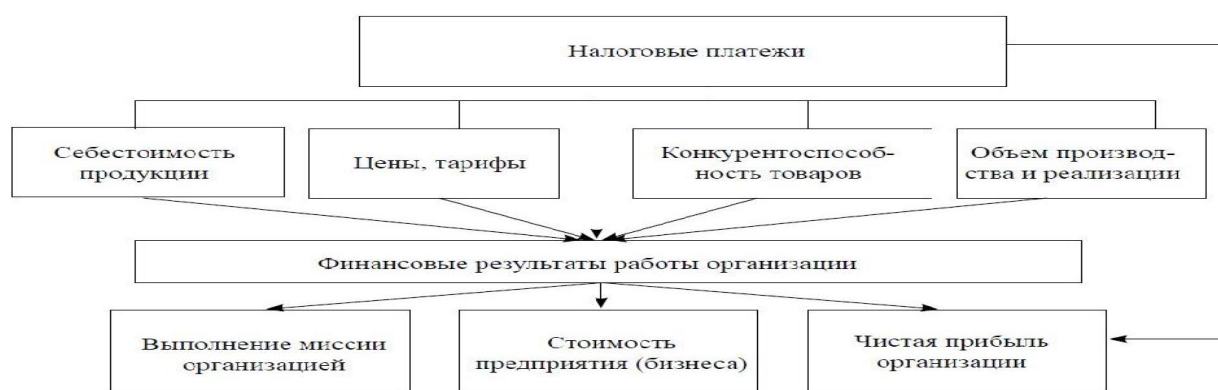 Налоговые платежи
Себестоимость
продукции
Цены, тарифы
Конкурентоспособ-
ность товаров
Объем производ-
ства и реализации
Финансовые результаты работы организации
Выполнение миссии
организацией
Стоимость
предприятия (бизнеса)
Чистая прибыль
организации